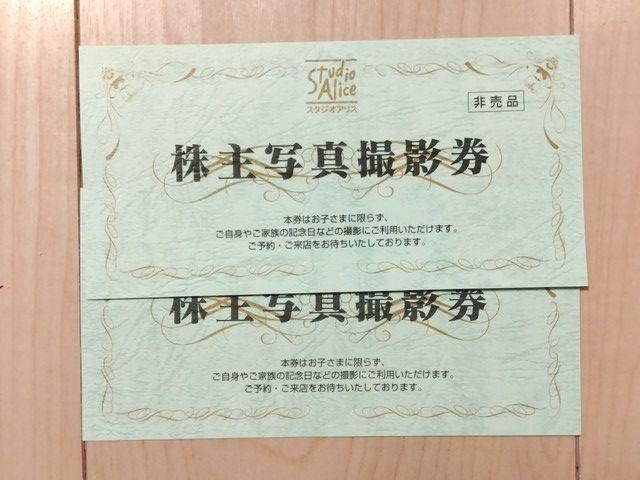 Studio
Alice
スタジオアリス
非売品
株主写真撮影券
本券はお子さまに限らず、
ご自身やご家族の記念日などの撮影にご利用いただけます。
ご予約・ご来店をお待ちいたしております。
株主写真撮影券
本券はお子さまに限らず、
ご自身やご家族の記念日などの撮影にご利用いただけます。
ご予約・ご来店をお待ちいたしております。